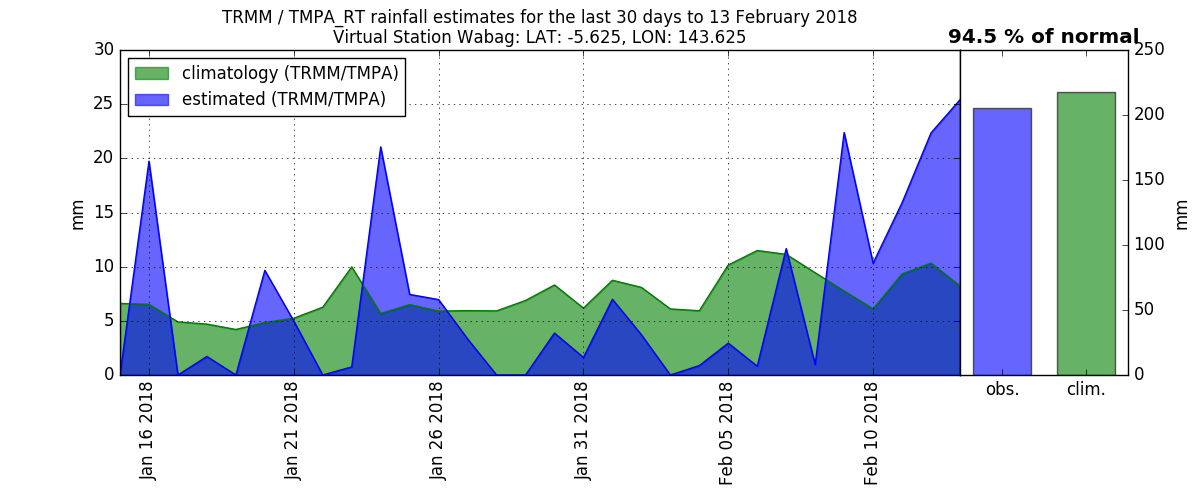 TRMM / TMPA_RT rainfall estimates for the last 30 days to 13 February 2018
Virtual Station Wabag: LAT: -5.625, LON: 143.625
94.5 % of normal
climatology (TRMM/TMPA)
estimated (TRMM/TMPA)
30
25
20
15
10
5
0
mm
Jan 16 2018
Jan 21 2018
Jan 26 2018
Jan 31 2018
Feb 05 2018
Feb 10 2018
obs.
clim.
250
200
150
100
50
0
mm